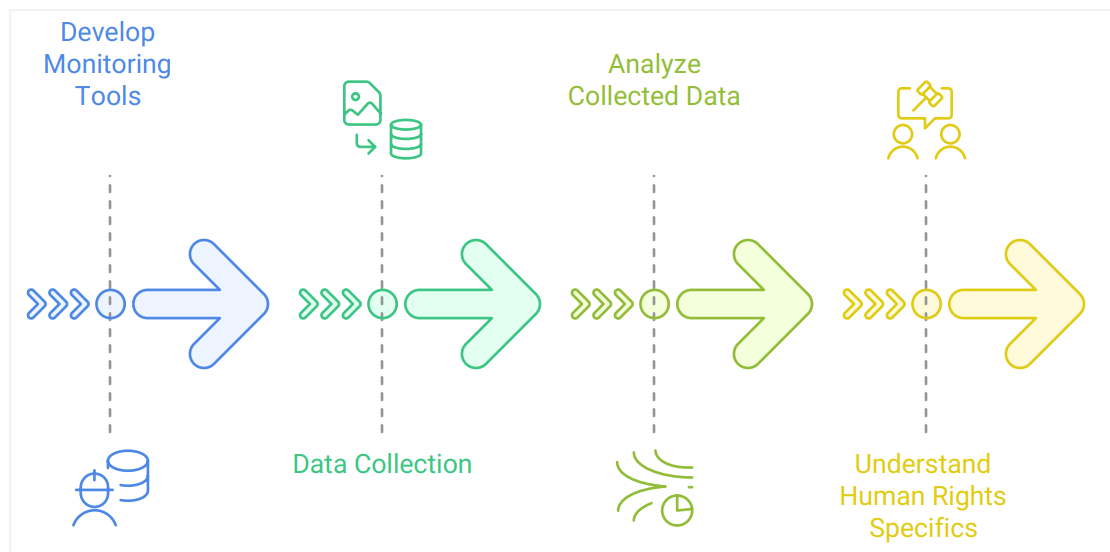 Develop
Monitoring
Tools
Data Collection
Analyze
Collected Data
Understand
Human Rights
Specifics